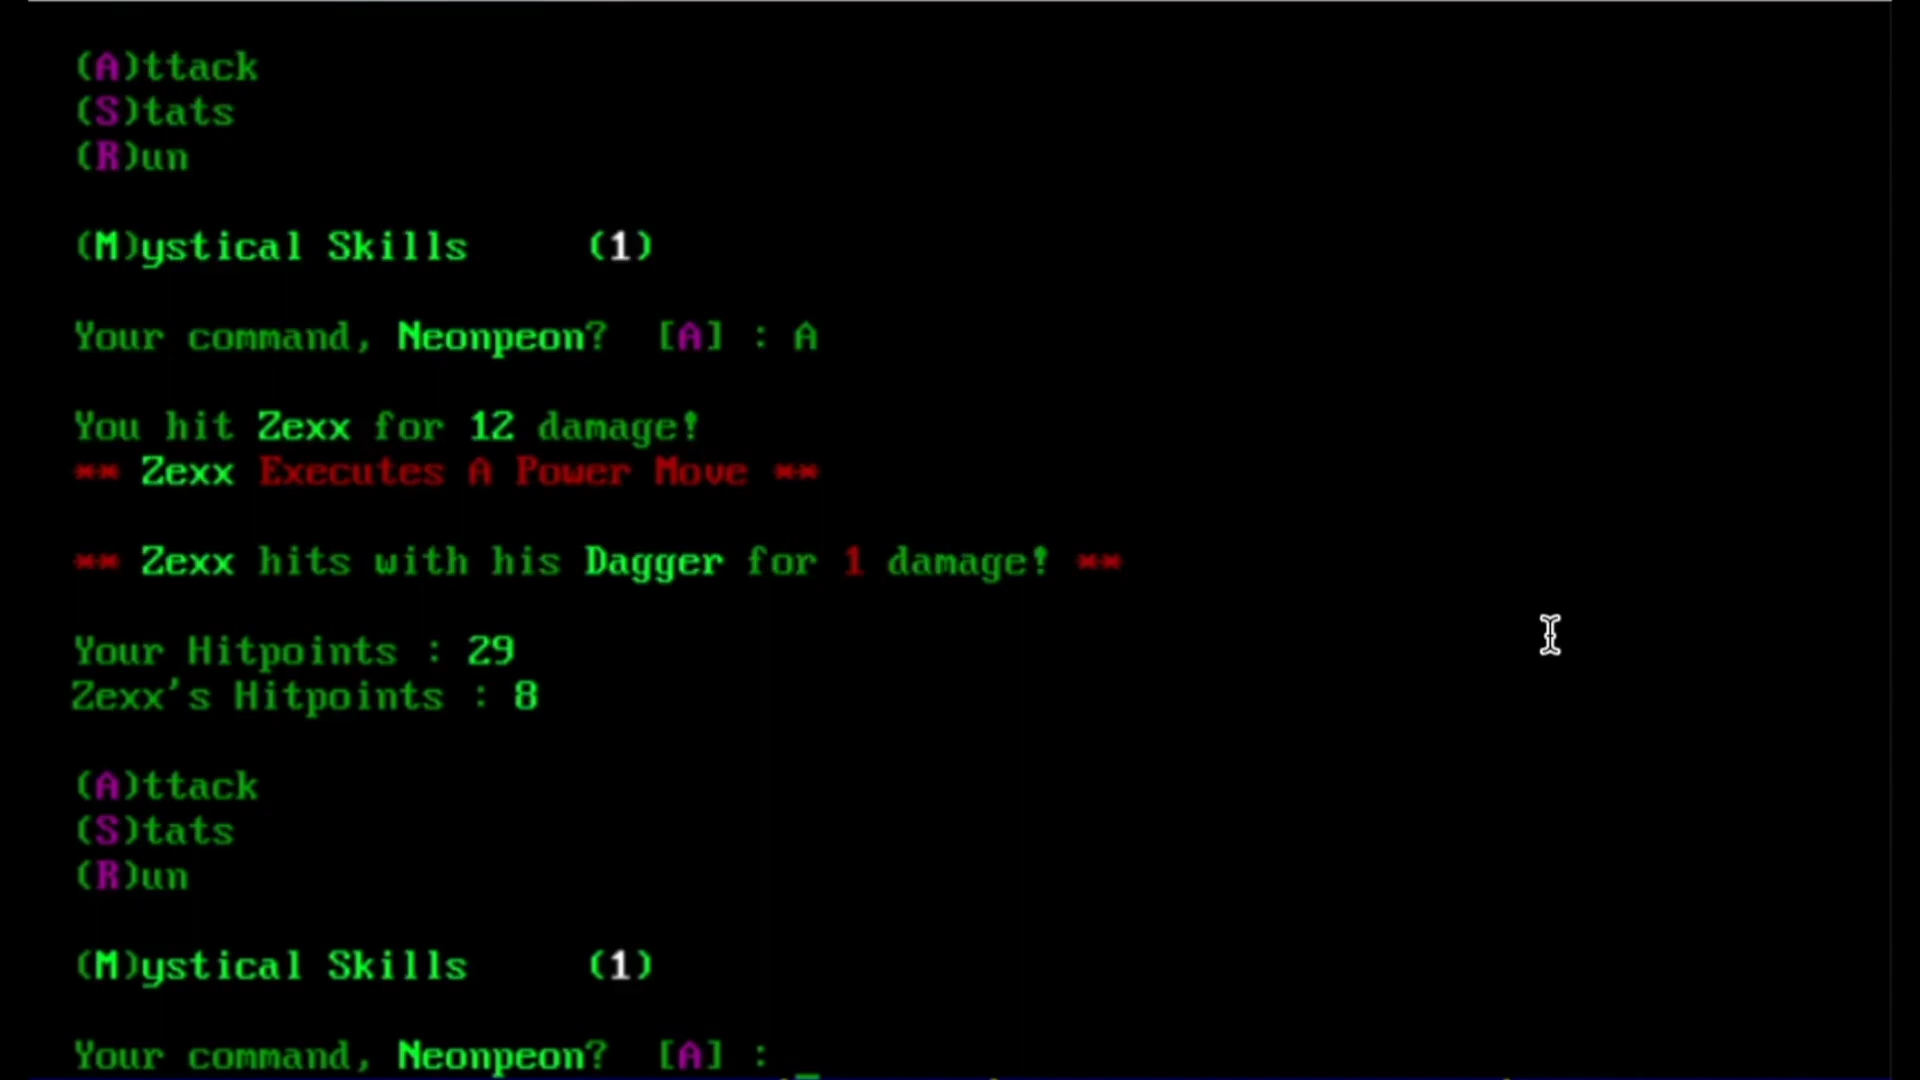 (A)ttack
(S)tats
(R)un
(M)ystical Skills (1)
Your command, Neonpeon? [A] : A
You hit Zexx for 12 damage!
** Zexx Executes A Power Move **
** Zexx hits with his Dagger for 1 damage! **
Your Hitpoints : 29
Zexx's Hitpoints : 8
(A)ttack
(S)tats
(R)un
(M)ystical Skills (1)
Your command, Neonpeon? [A] : _